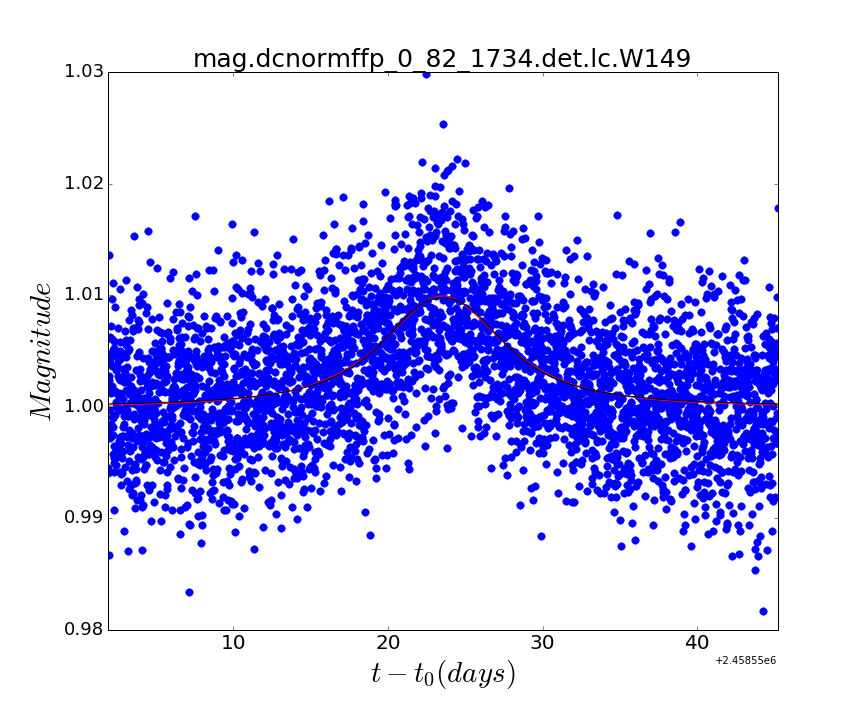 mag.dcnormffp_0_82_1734.det.lc.W149
1.03
1.02
1.01
1.00
0.99
0.98
Magnitude
10 20 30 40
+2.45855e6
t − t₀(days)